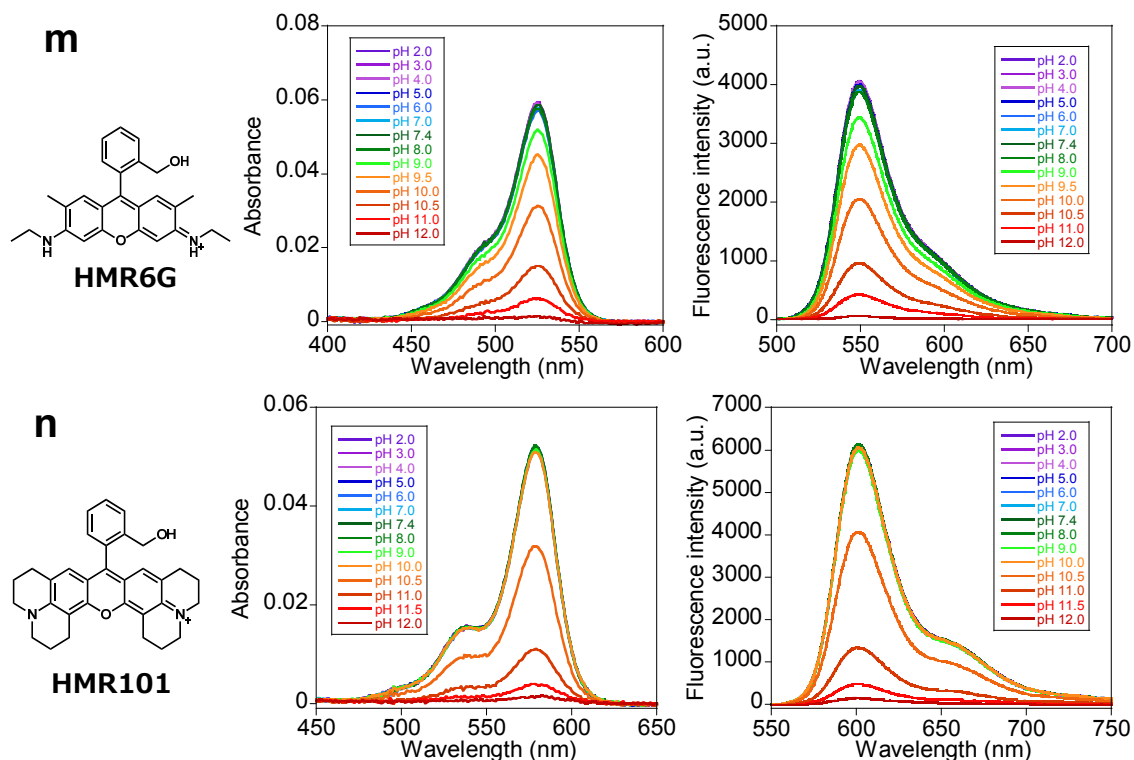 m
OH
N
H
O
N
H
+
HMR6G
Absorbance
0.08
0.06
0.04
0.02
0
400 450 500 550 600
Wavelength (nm)
pH 2.0
pH 3.0
pH 4.0
pH 5.0
pH 6.0
pH 7.0
pH 7.4
pH 8.0
pH 9.0
pH 9.5
pH 10.0
pH 10.5
pH 11.0
pH 12.0
Fluorescence intensity (a.u.)
5000
4000
3000
2000
1000
0
500 550 600 650 700
Wavelength (nm)
pH 2.0
pH 3.0
pH 4.0
pH 5.0
pH 6.0
pH 7.0
pH 7.4
pH 8.0
pH 9.0
pH 9.5
pH 10.0
pH 10.5
pH 11.0
pH 12.0
n
OH
N
O
N
+
HMR101
Absorbance
0.06
0.04
0.02
0
450 500 550 600 650
Wavelength (nm)
pH 2.0
pH 3.0
pH 4.0
pH 5.0
pH 6.0
pH 7.0
pH 7.4
pH 8.0
pH 9.0
pH 10.0
pH 10.5
pH 11.0
pH 11.5
pH 12.0
Fluorescence intensity (a.u.)
7000
6000
5000
4000
3000
2000
1000
0
550 600 650 700 750
Wavelength (nm)
pH 2.0
pH 3.0
pH 4.0
pH 5.0
pH 6.0
pH 7.0
pH 7.4
pH 8.0
pH 9.0
pH 10.0
pH 10.5
pH 11.0
pH 11.5
pH 12.0